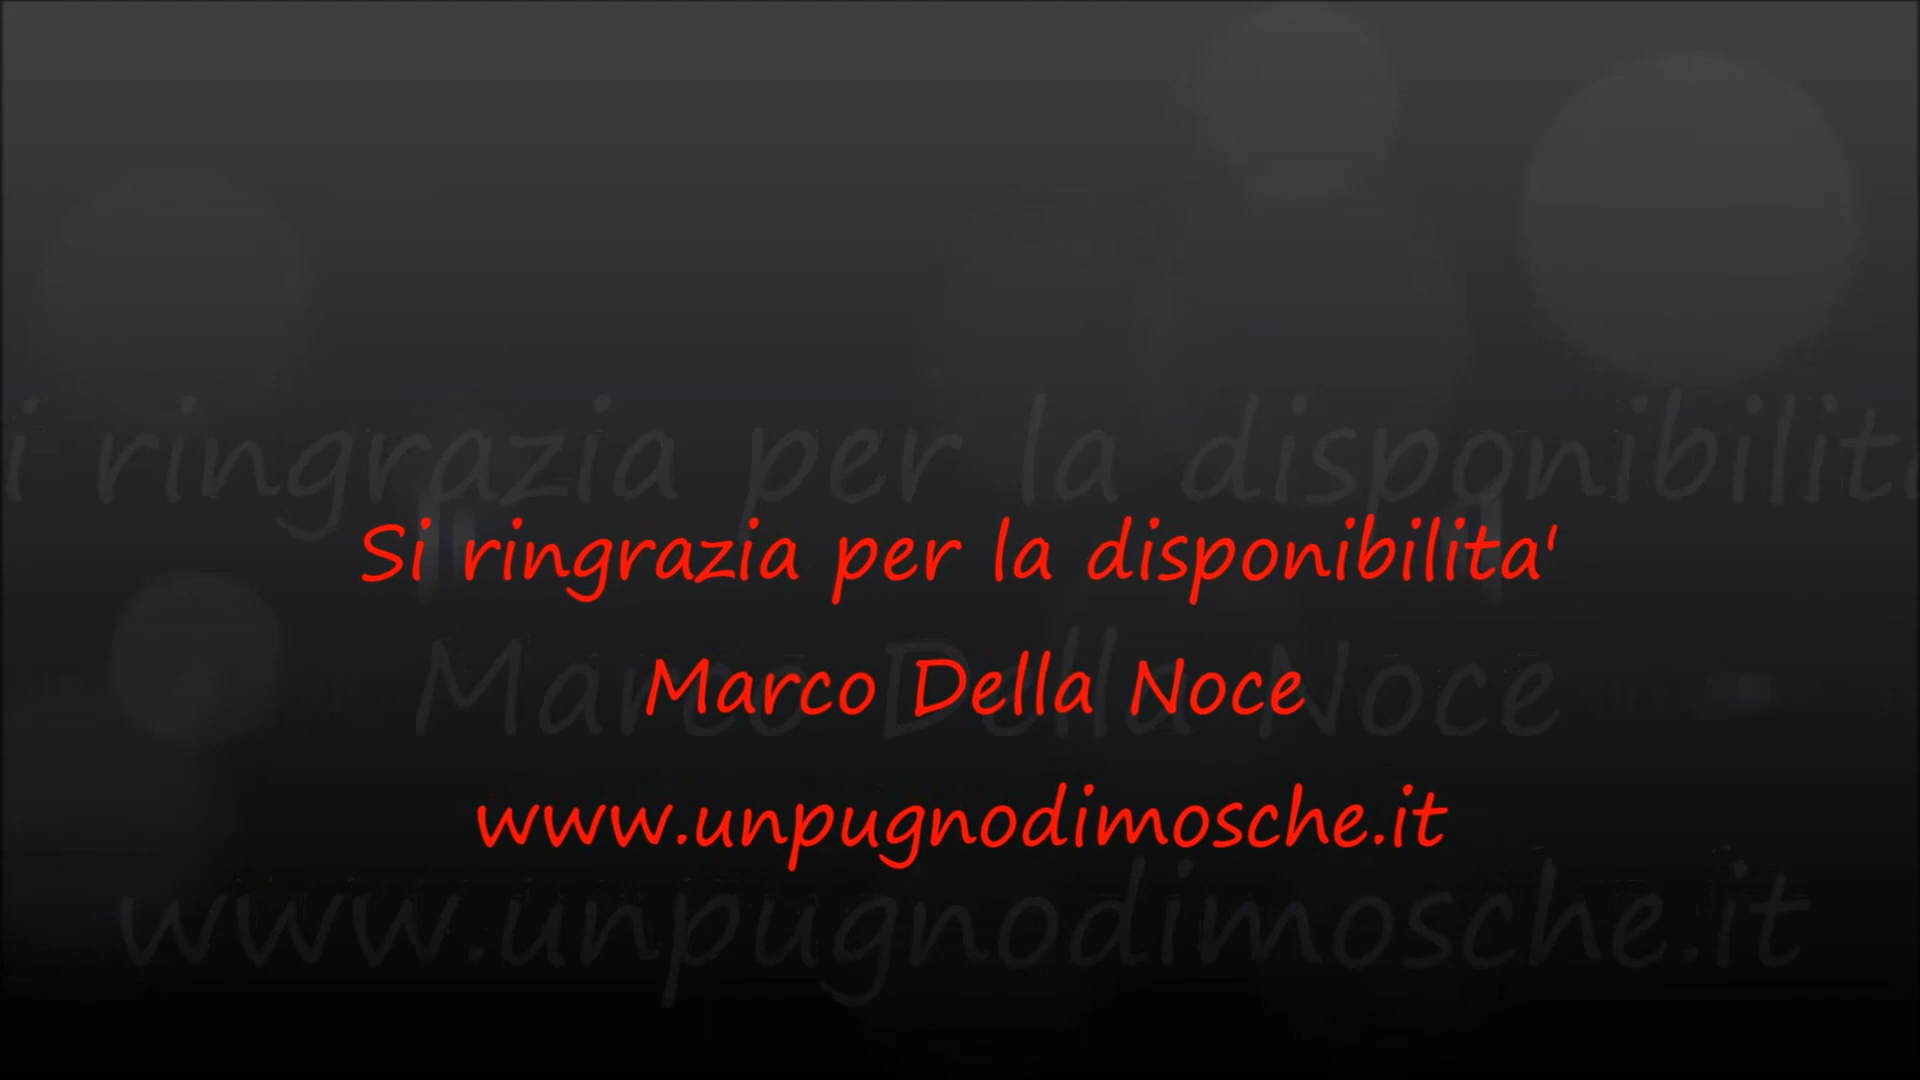 Si ringrazia per la disponibilita'
Marco Della Noce
www.unpugnodimosche.it